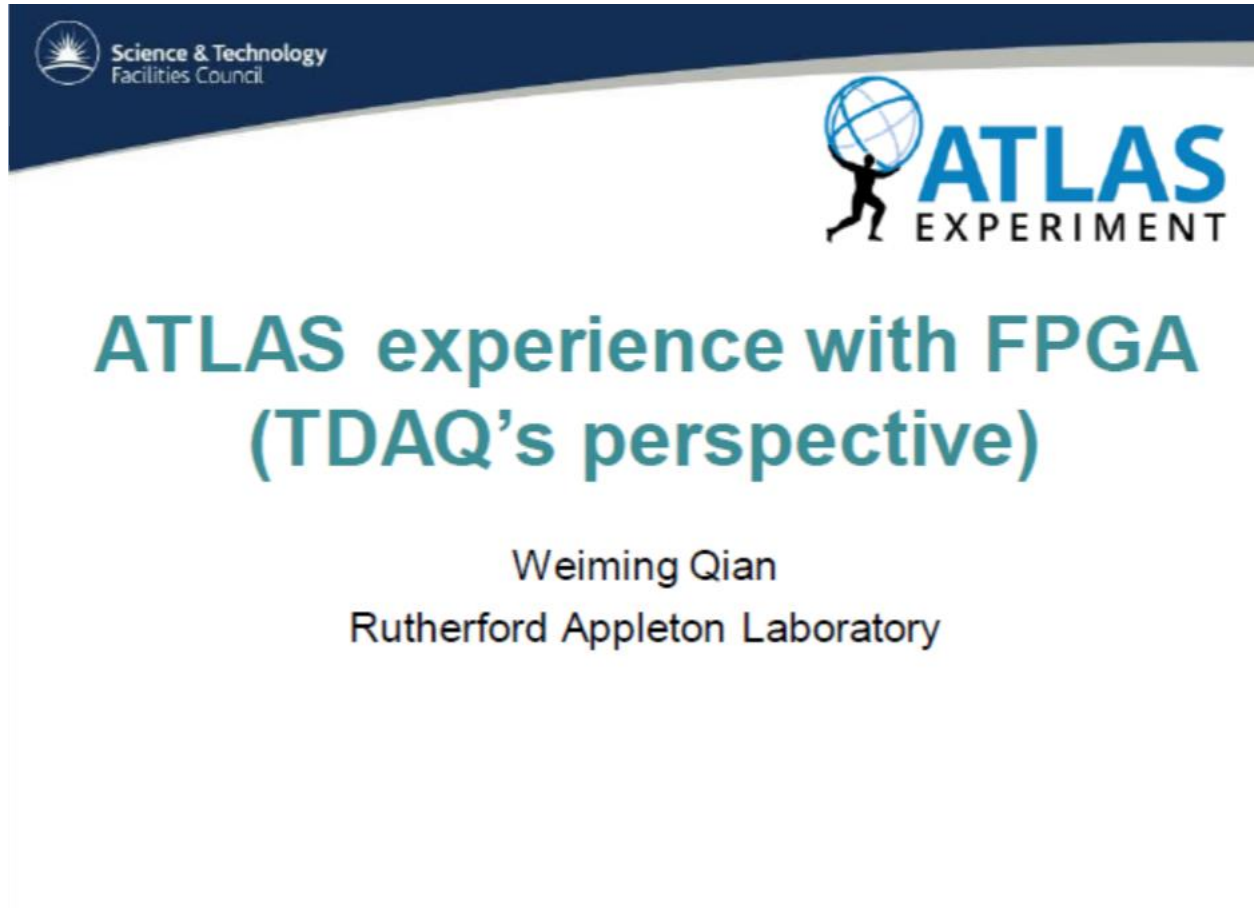 Science & Technology
Facilities Council
ATLAS
EXPERIMENT
ATLAS experience with FPGA
(TDAQ’s perspective)
Weiming Qian
Rutherford Appleton Laboratory